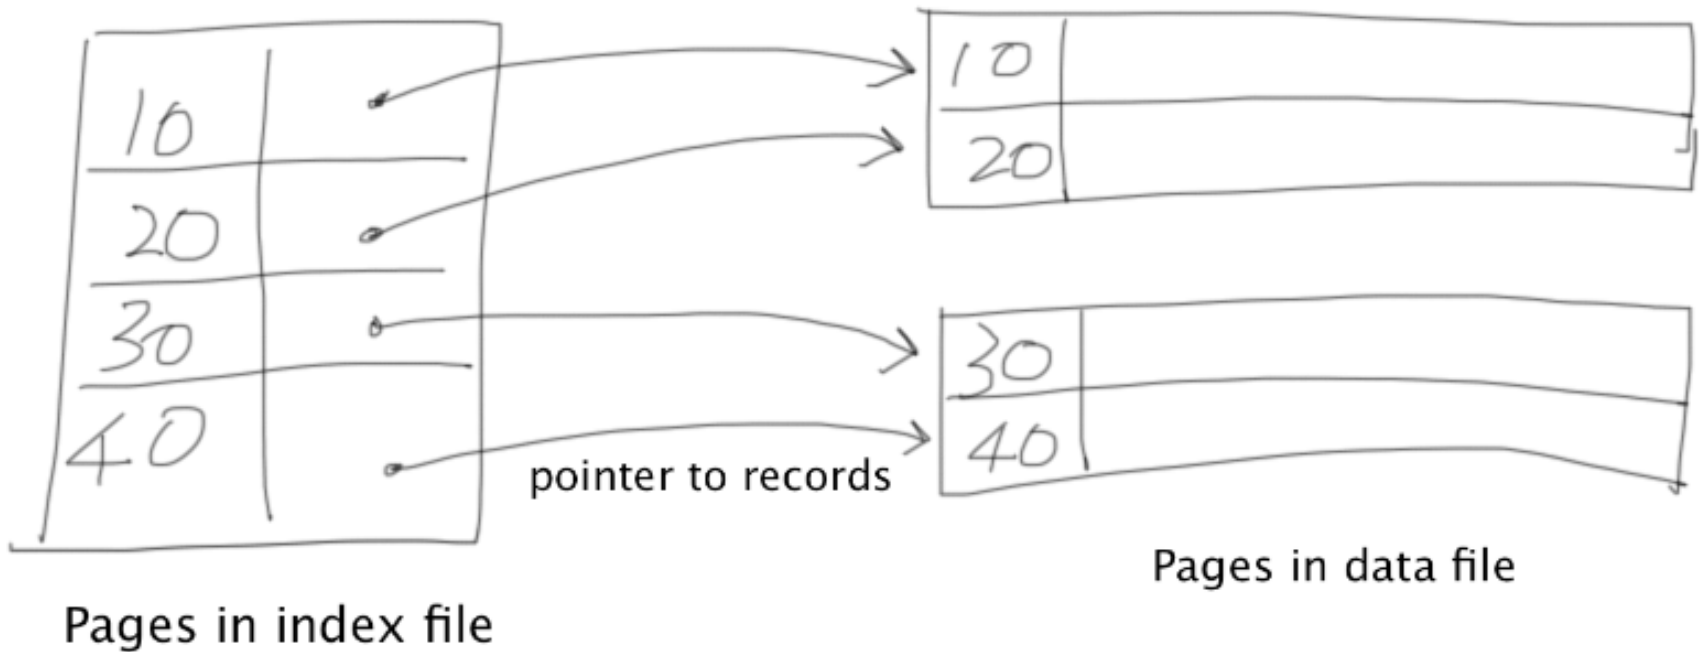 10
20
30
40
pointer to records
10
20
30
40
Pages in data file
Pages in index file